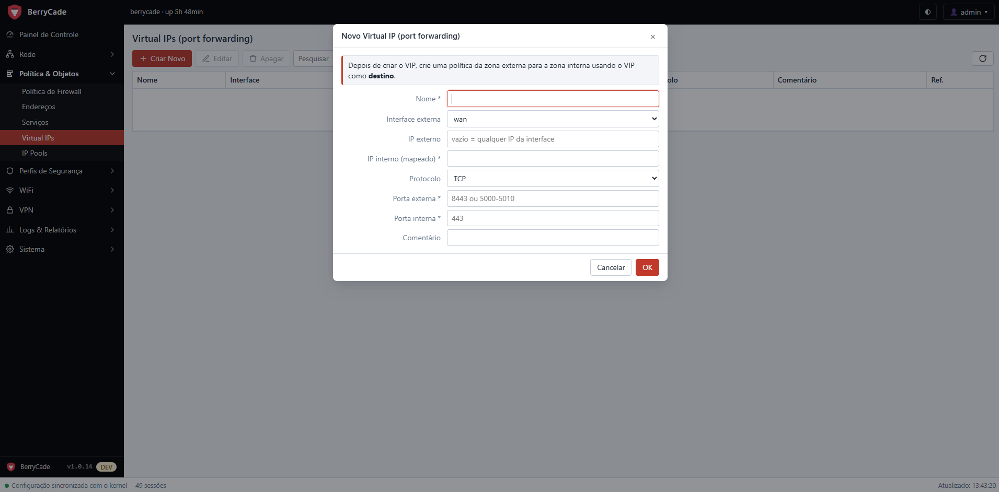 BerryCade
berrycade · up 5h 48min
admin
Painel de Controle
Rede
Política & Objetos
Política de Firewall
Endereços
Serviços
Virtual IPs
IP Pools
Perfis de Segurança
WiFi
VPN
Logs & Relatórios
Sistema
BerryCade v1.0.14 DEV
Virtual IPs (port forwarding)
Criar Novo Editar Apagar Pesquisar
Nome Interface olo Comentário Ref.
Novo Virtual IP (port forwarding)
Depois de criar o VIP, crie uma política da zona externa para a zona interna usando o VIP
como destino.
Nome *
Interface externa wan
IP externo vazio = qualquer IP da interface
IP interno (mapeado) *
Protocolo TCP
Porta externa * 8443 ou 5000-5010
Porta interna * 443
Comentário
Cancelar OK
Configuração sincronizada com o kernel 49 sessões Atualizado: 13:43:20